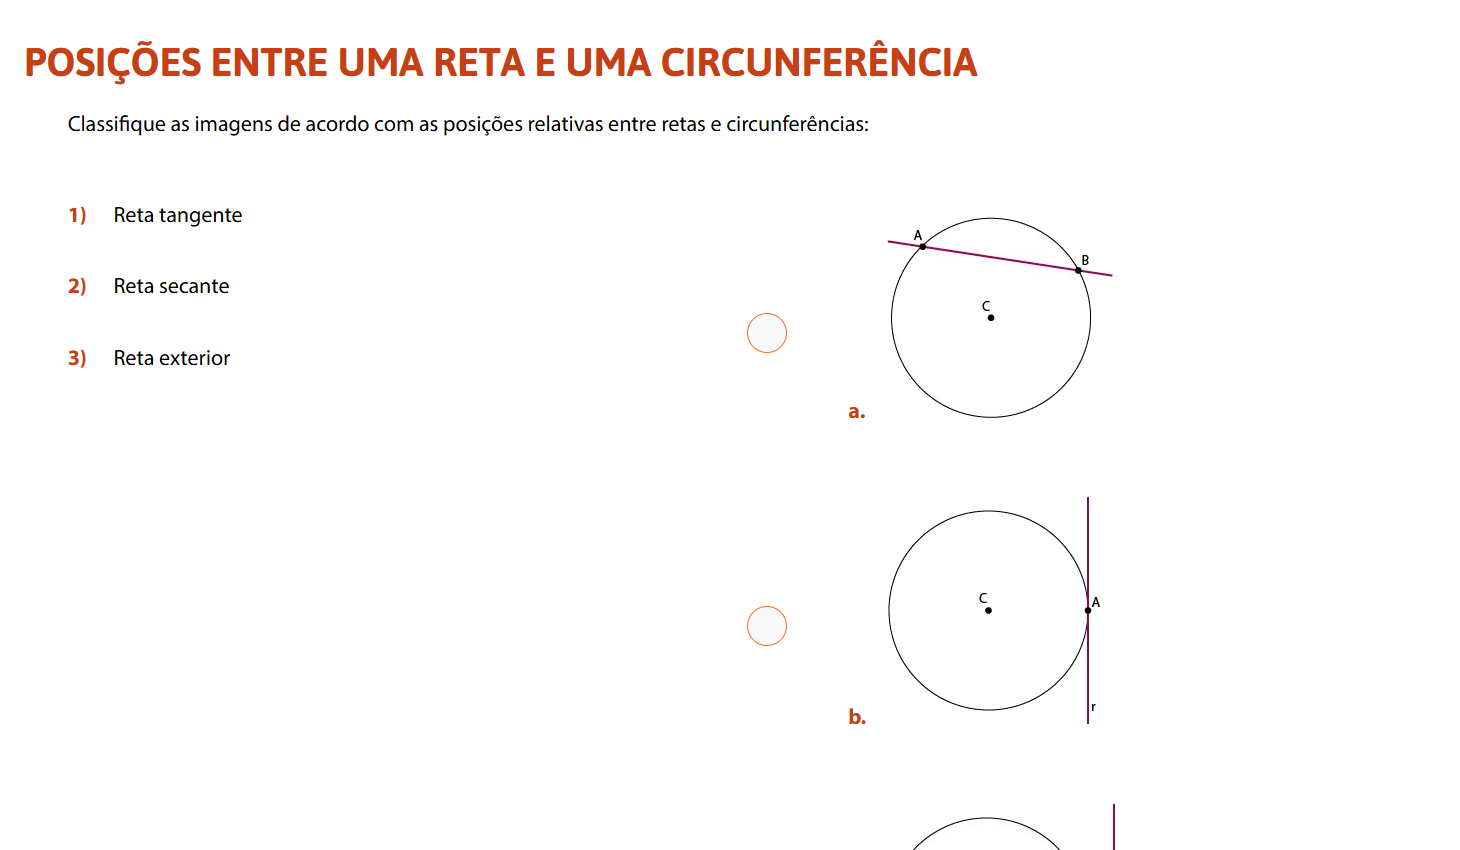 POSIÇÕES ENTRE UMA RETA E UMA CIRCUNFERÊNCIA
Classifique as imagens de acordo com as posições relativas entre retas e circunferências:
1) Reta tangente
2) Reta secante
3) Reta exterior
A
B
C
a.
C
A
r
b.